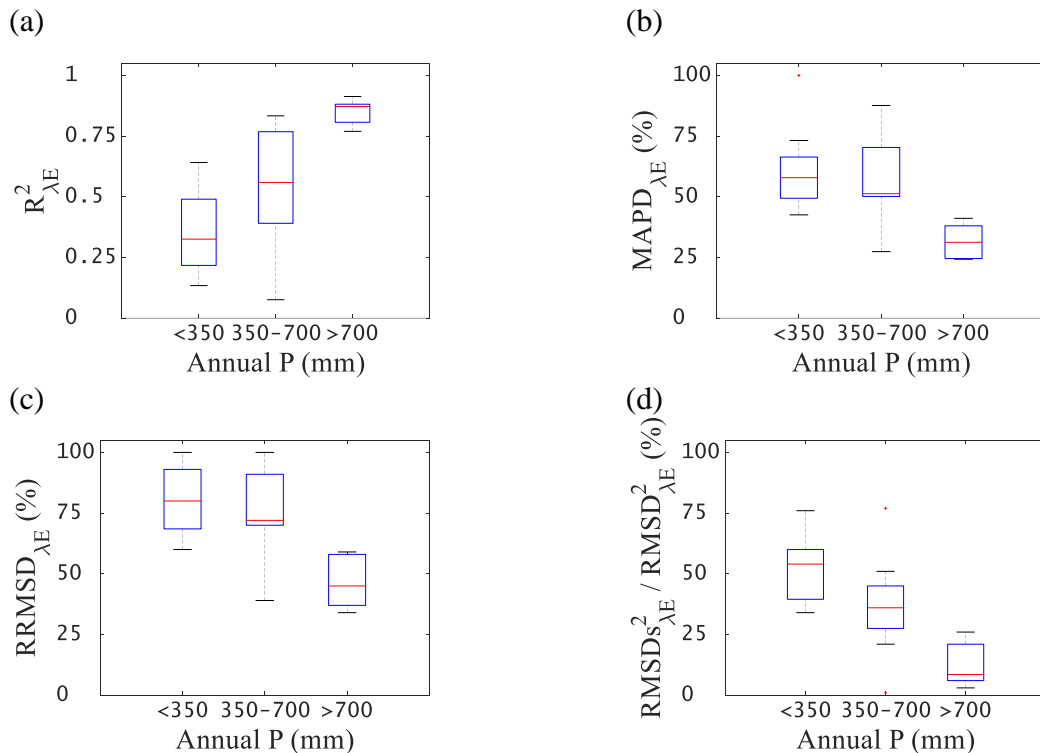 (a)
R²λE
1
0.75
0.5
0.25
0
<350 350-700 >700
Annual P (mm)
(b)
MAPDλE (%)
100
75
50
25
0
<350 350-700 >700
Annual P (mm)
(c)
RRMSDλE (%)
100
75
50
25
0
<350 350-700 >700
Annual P (mm)
(d)
RMSDs²λE / RMSD²λE (%)
100
75
50
25
0
<350 350-700 >700
Annual P (mm)